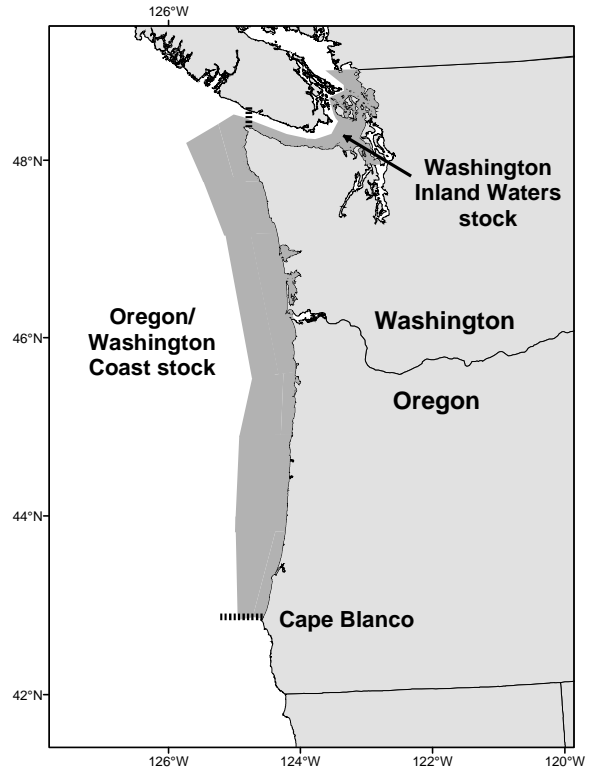 126°W
48°N
Washington
Inland Waters
stock
Oregon/
Washington
Coast stock
Washington
46°N
Oregon
44°N
Cape Blanco
42°N
126°W
124°W
122°W
120°W